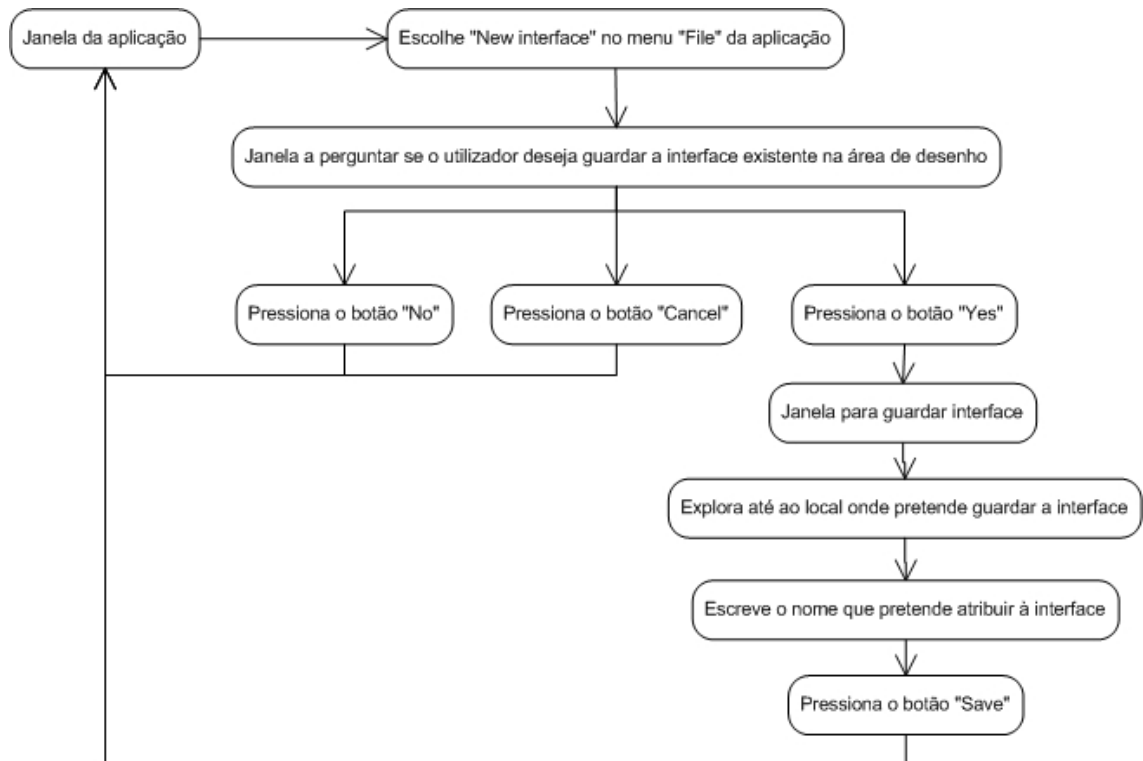 Janela da aplicação
Escolhe "New interface" no menu "File" da aplicação
Janela a perguntar se o utilizador deseja guardar a interface existente na área de desenho
Pressiona o botão "No"
Pressiona o botão "Cancel"
Pressiona o botão "Yes"
Janela para guardar interface
Explora até ao local onde pretende guardar a interface
Escreve o nome que pretende atribuir à interface
Pressiona o botão "Save"